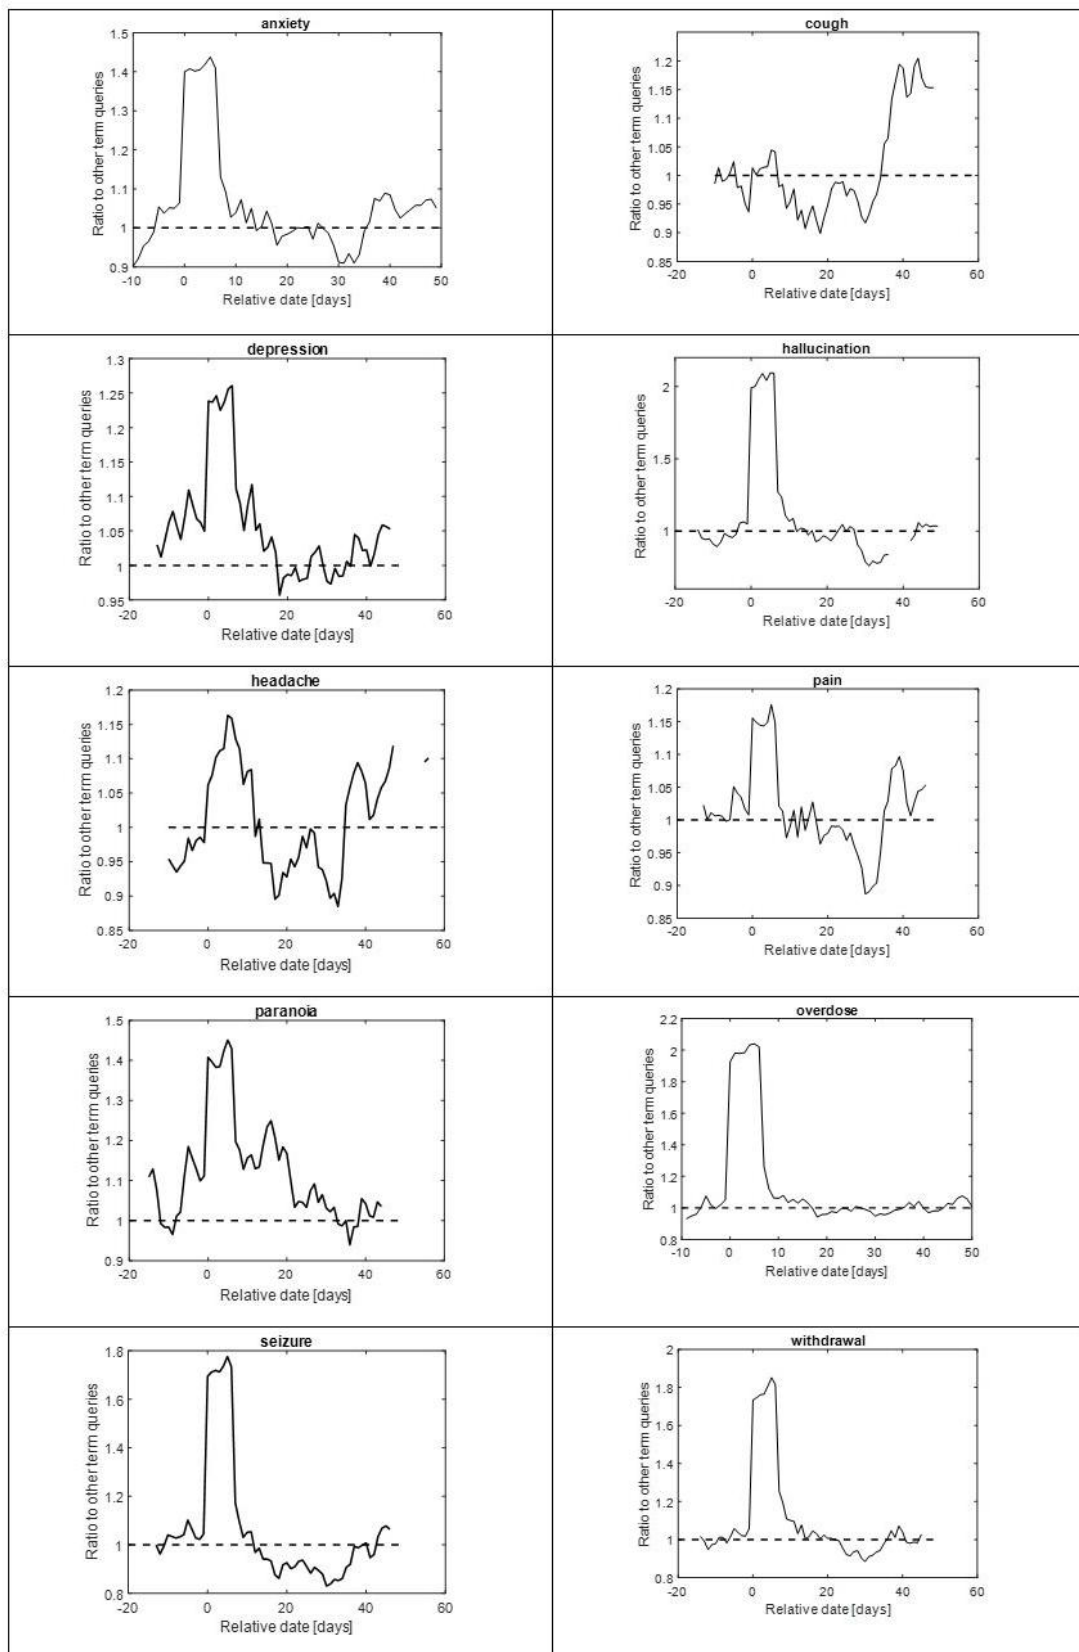 anxiety
Ratio to other term queries
1.5
1.4
1.3
1.2
1.1
1
0.9
-10 0 10 20 30 40 50
Relative date [days]
cough
Ratio to other term queries
1.2
1.15
1.1
1.05
1
0.95
0.9
0.85
-20 0 20 40 60
Relative date [days]
depression
Ratio to other term queries
1.3
1.25
1.2
1.15
1.1
1.05
1
0.95
-20 0 20 40 60
Relative date [days]
hallucination
Ratio to other term queries
2
1.5
1
-20 0 20 40 60
Relative date [days]
headache
Ratio to other term queries
1.2
1.15
1.1
1.05
1
0.95
0.9
0.85
-20 0 20 40 60
Relative date [days]
pain
Ratio to other term queries
1.2
1.15
1.1
1.05
1
0.95
0.9
0.85
-20 0 20 40 60
Relative date [days]
paranoia
Ratio to other term queries
1.5
1.4
1.3
1.2
1.1
1
0.9
-20 0 20 40 60
Relative date [days]
overdose
Ratio to other term queries
2.2
2
1.8
1.6
1.4
1.2
1
0.8
-10 0 10 20 30 40 50
Relative date [days]
seizure
Ratio to other term queries
1.8
1.6
1.4
1.2
1
0.8
-20 0 20 40 60
Relative date [days]
withdrawal
Ratio to other term queries
2
1.8
1.6
1.4
1.2
1
0.8
-20 0 20 40 60
Relative date [days]